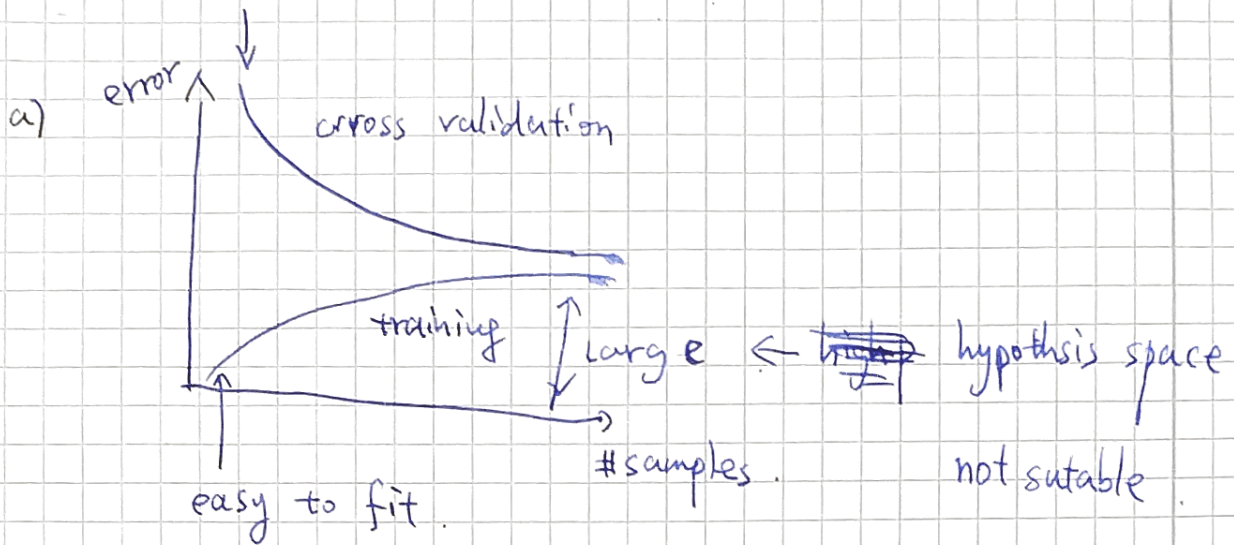 error
a)
crross validation
training
Large ← hypothsis space
#samples.
not sutable
easy to fit.